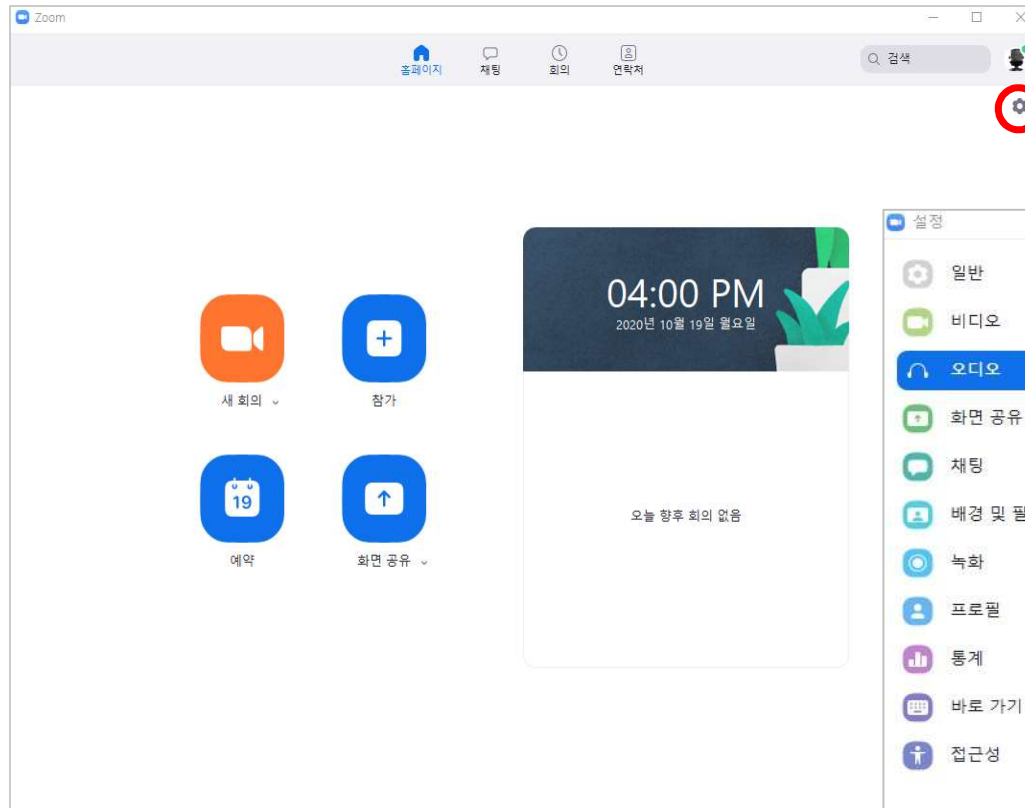 Zoom
홈페이지
채팅
회의
연락처
검색
04:00 PM
2020년 10월 19일 월요일
새 회의
참가
19
예약
화면 공유
오늘 향후 회의 없음
설정
일반
비디오
오디오
화면 공유
채팅
배경 및 필
녹화
프로필
통계
바로 가기
접근성